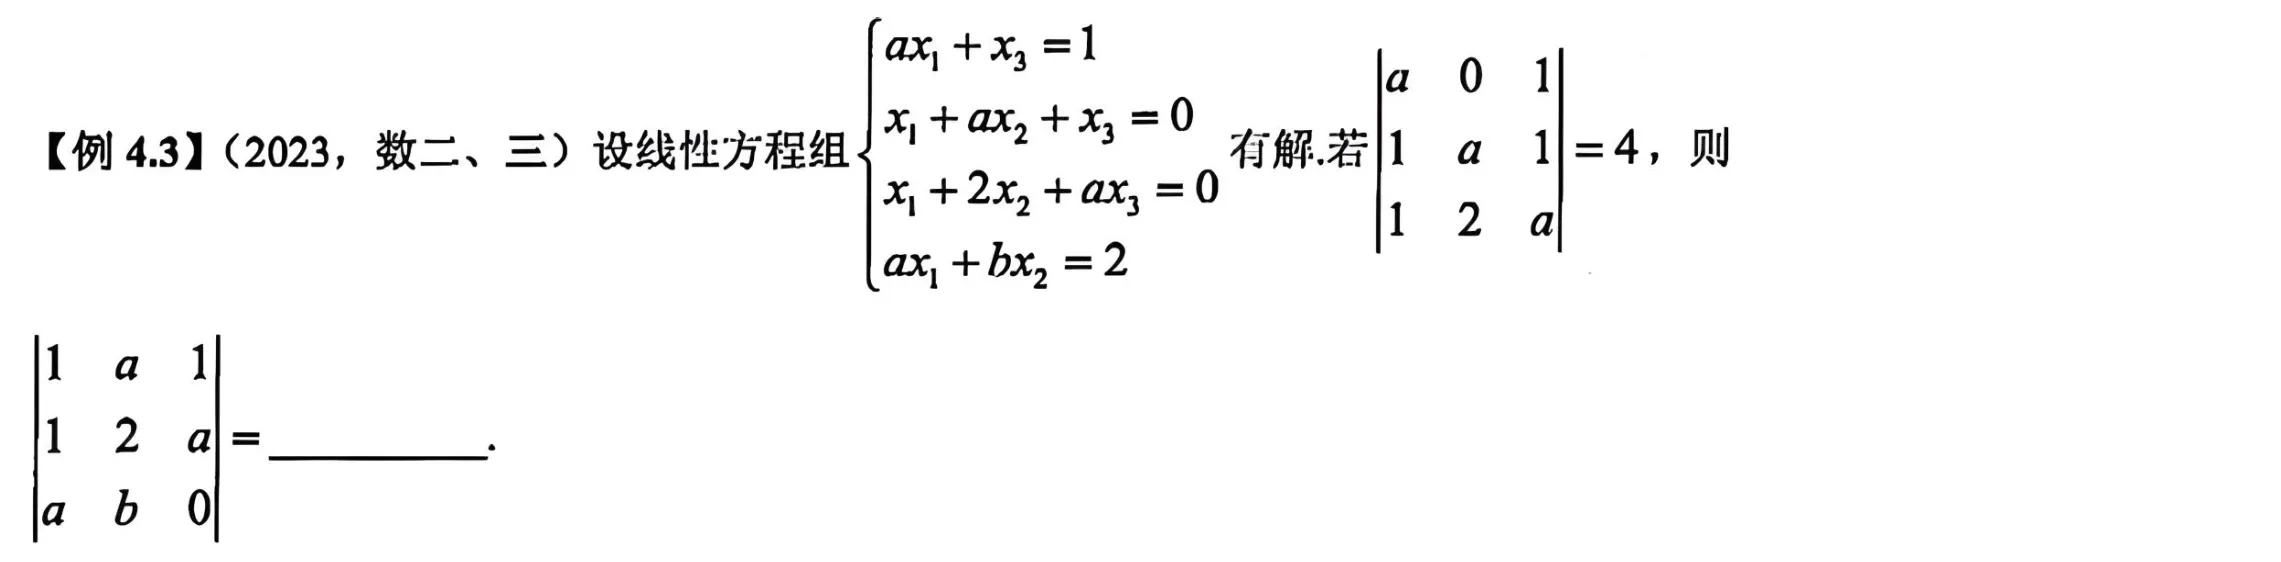 【例 4.3】(2023，数二、三) 设线性方程组 $\begin{cases} ax_1 + x_3 = 1 \\ x_1 + ax_2 + x_3 = 0 \\ x_1 + 2x_2 + ax_3 = 0 \\ ax_1 + bx_2 = 2 \end{cases}$ 有解.若 $\begin{vmatrix} a & 0 & 1 \\ 1 & a & 1 \\ 1 & 2 & a \end{vmatrix} = 4$，则
$\begin{vmatrix} 1 & a & 1 \\ 1 & 2 & a \\ a & b & 0 \end{vmatrix} =$ ________.